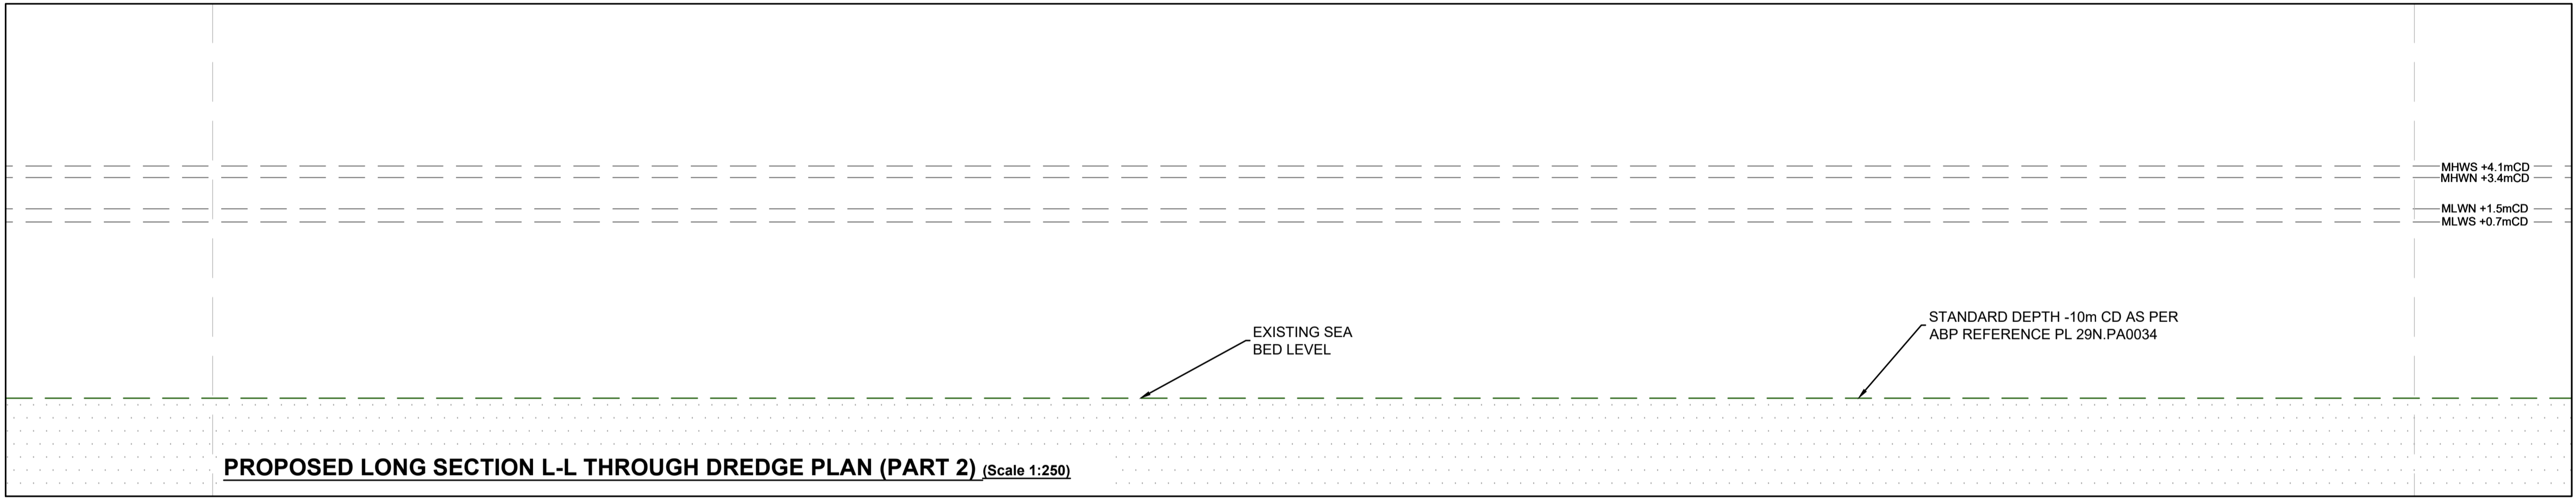 MHWS +4.1mCD
MHWN +3.4mCD
MLWN +1.5mCD
MLWS +0.7mCD
EXISTING SEA
BED LEVEL
STANDARD DEPTH -10m CD AS PER
ABP REFERENCE PL 29N.PA0034
PROPOSED LONG SECTION L-L THROUGH DREDGE PLAN (PART 2) (Scale 1:250)